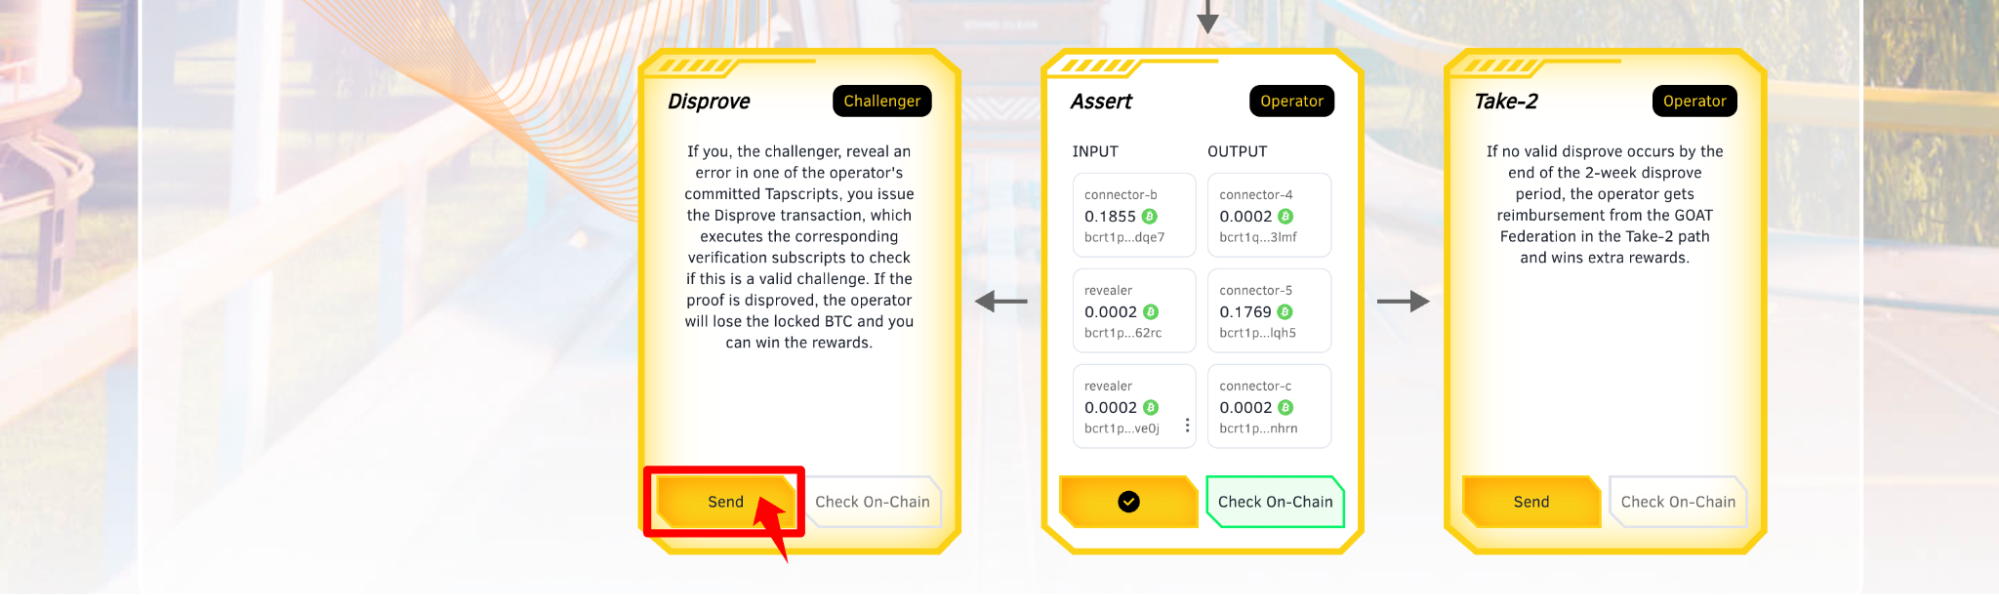 Disprove
Challenger
If you, the challenger, reveal an
error in one of the operator's
committed Tapscripts, you issue
the Disprove transaction, which
executes the corresponding
verification subscripts to check
if this is a valid challenge. If the
proof is disproved, the operator
will lose the locked BTC and you
can win the rewards.
Send
Check On-Chain
Assert
Operator
INPUT
OUTPUT
connector-b
0.1855
bcrt1p...dqe7
connector-4
0.0002
bcrt1q...3lmf
revealer
0.0002
bcrt1p...62rc
connector-5
0.1769
bcrt1p...lqh5
revealer
0.0002
bcrt1p...ve0j
connector-c
0.0002
bcrt1p...nhrn
Check On-Chain
Take-2
Operator
If no valid disprove occurs by the
end of the 2-week disprove
period, the operator gets
reimbursement from the GOAT
Federation in the Take-2 path
and wins extra rewards.
Send
Check On-Chain